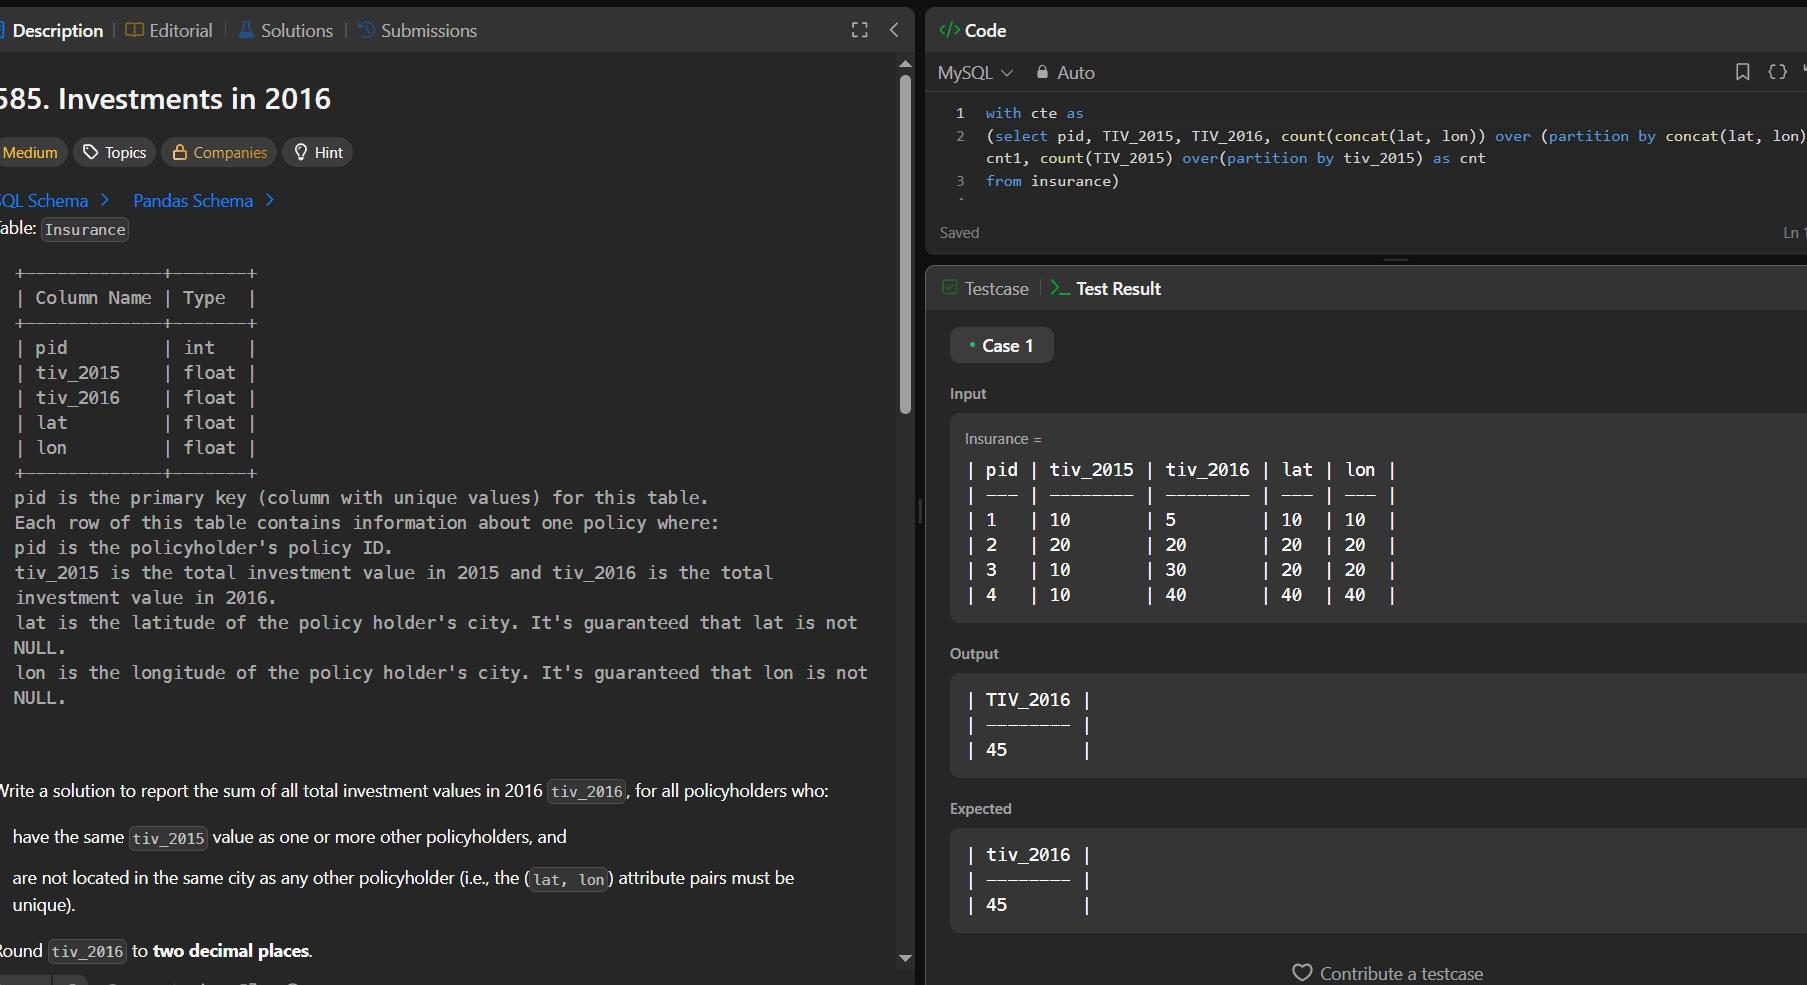 Description | Editorial | Solutions | Submissions
585. Investments in 2016
Medium Topics Companies Hint
SQL Schema > Pandas Schema >
Table: Insurance
+-------------+-------+
| Column Name | Type  |
+-------------+-------+
| pid         | int   |
| tiv_2015    | float |
| tiv_2016    | float |
| lat         | float |
| lon         | float |
+-------------+-------+
pid is the primary key (column with unique values) for this table.
Each row of this table contains information about one policy where:
pid is the policyholder's policy ID.
tiv_2015 is the total investment value in 2015 and tiv_2016 is the total
investment value in 2016.
lat is the latitude of the policy holder's city. It's guaranteed that lat is not
NULL.
lon is the longitude of the policy holder's city. It's guaranteed that lon is not
NULL.
Write a solution to report the sum of all total investment values in 2016 tiv_2016, for all policyholders who:
have the same tiv_2015 value as one or more other policyholders, and
are not located in the same city as any other policyholder (i.e., the (lat, lon) attribute pairs must be
unique).
Round tiv_2016 to two decimal places.
</> Code
MySQL Auto
1 with cte as
2 (select pid, TIV_2015, TIV_2016, count(concat(lat, lon)) over (partition by concat(lat, lon)
cnt1, count(TIV_2015) over(partition by tiv_2015) as cnt
3 from insurance)
Saved
Ln 1
Testcase | >_ Test Result
• Case 1
Input
Insurance =
| pid | tiv_2015 | tiv_2016 | lat | lon |
| --- | -------- | -------- | --- | --- |
| 1   | 10       | 5        | 10  | 10  |
| 2   | 20       | 20       | 20  | 20  |
| 3   | 10       | 30       | 20  | 20  |
| 4   | 10       | 40       | 40  | 40  |
Output
| TIV_2016 |
| -------- |
| 45       |
Expected
| tiv_2016 |
| -------- |
| 45       |
Contribute a testcase